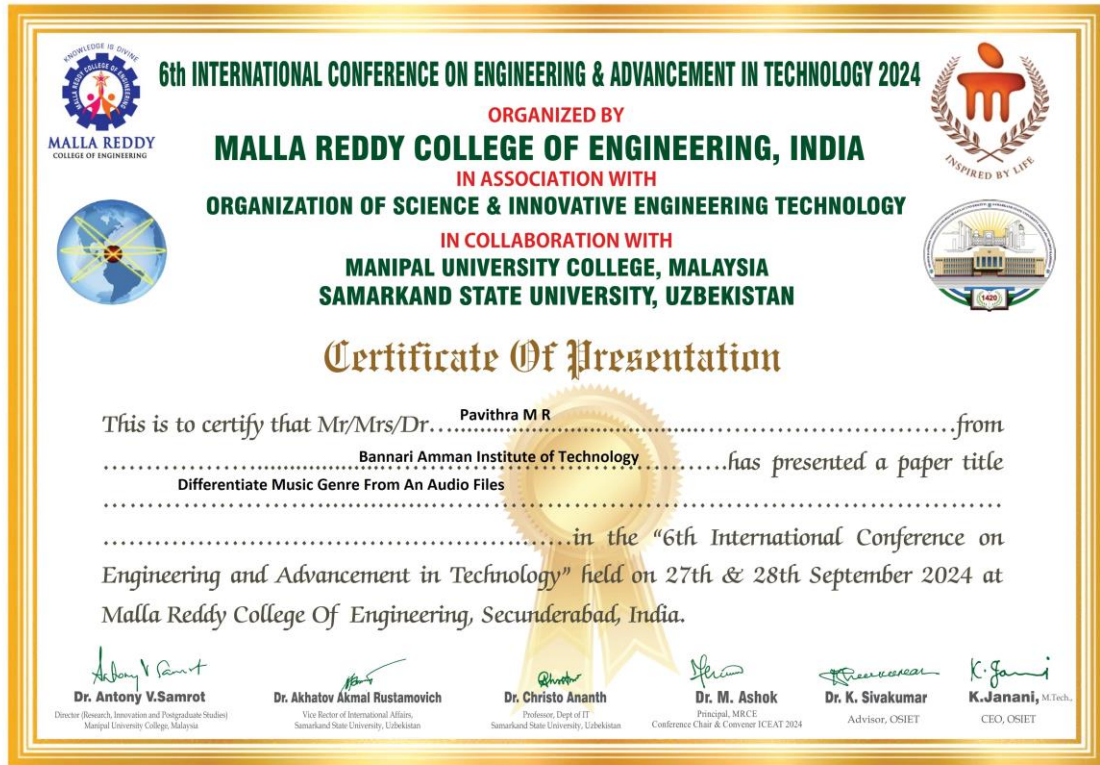 KNOWLEDGE IS DIVINE
MALLA REDDY COLLEGE OF ENGINEERING
MALLA REDDY
COLLEGE OF ENGINEERING
6th INTERNATIONAL CONFERENCE ON ENGINEERING & ADVANCEMENT IN TECHNOLOGY 2024
ORGANIZED BY
MALLA REDDY COLLEGE OF ENGINEERING, INDIA
IN ASSOCIATION WITH
ORGANIZATION OF SCIENCE & INNOVATIVE ENGINEERING TECHNOLOGY
IN COLLABORATION WITH
MANIPAL UNIVERSITY COLLEGE, MALAYSIA
SAMARKAND STATE UNIVERSITY, UZBEKISTAN
INSPIRED BY LIFE
1420
Certificate Of Presentation
This is to certify that Mr/Mrs/Dr. Pavithra M R from
Bannari Amman Institute of Technology has presented a paper title
Differentiate Music Genre From An Audio Files
in the “6th International Conference on
Engineering and Advancement in Technology” held on 27th & 28th September 2024 at
Malla Reddy College Of Engineering, Secunderabad, India.
Antony V Samrot
K. Janani
Dr. Antony V.Samrot
Director (Research, Innovation and Postgraduate Studies)
Manipal University College, Malaysia
Dr. Akhatov Akmal Rustamovich
Vice Rector of International Affairs,
Samarkand State University, Uzbekistan
Dr. Christo Ananth
Professor, Dept of IT
Samarkand State University, Uzbekistan
Dr. M. Ashok
Principal, MRCE
Conference Chair & Convener ICEAT 2024
Dr. K. Sivakumar
Advisor, OSIET
K.Janani, M.Tech.,
CEO, OSIET